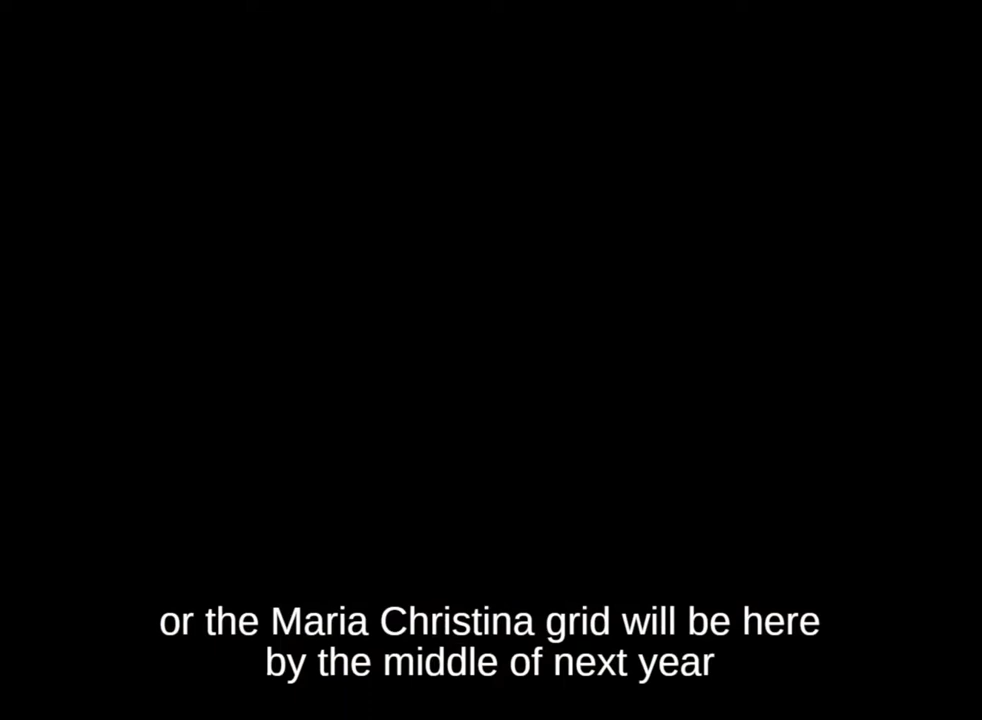 or the Maria Christina grid will be here
by the middle of next year